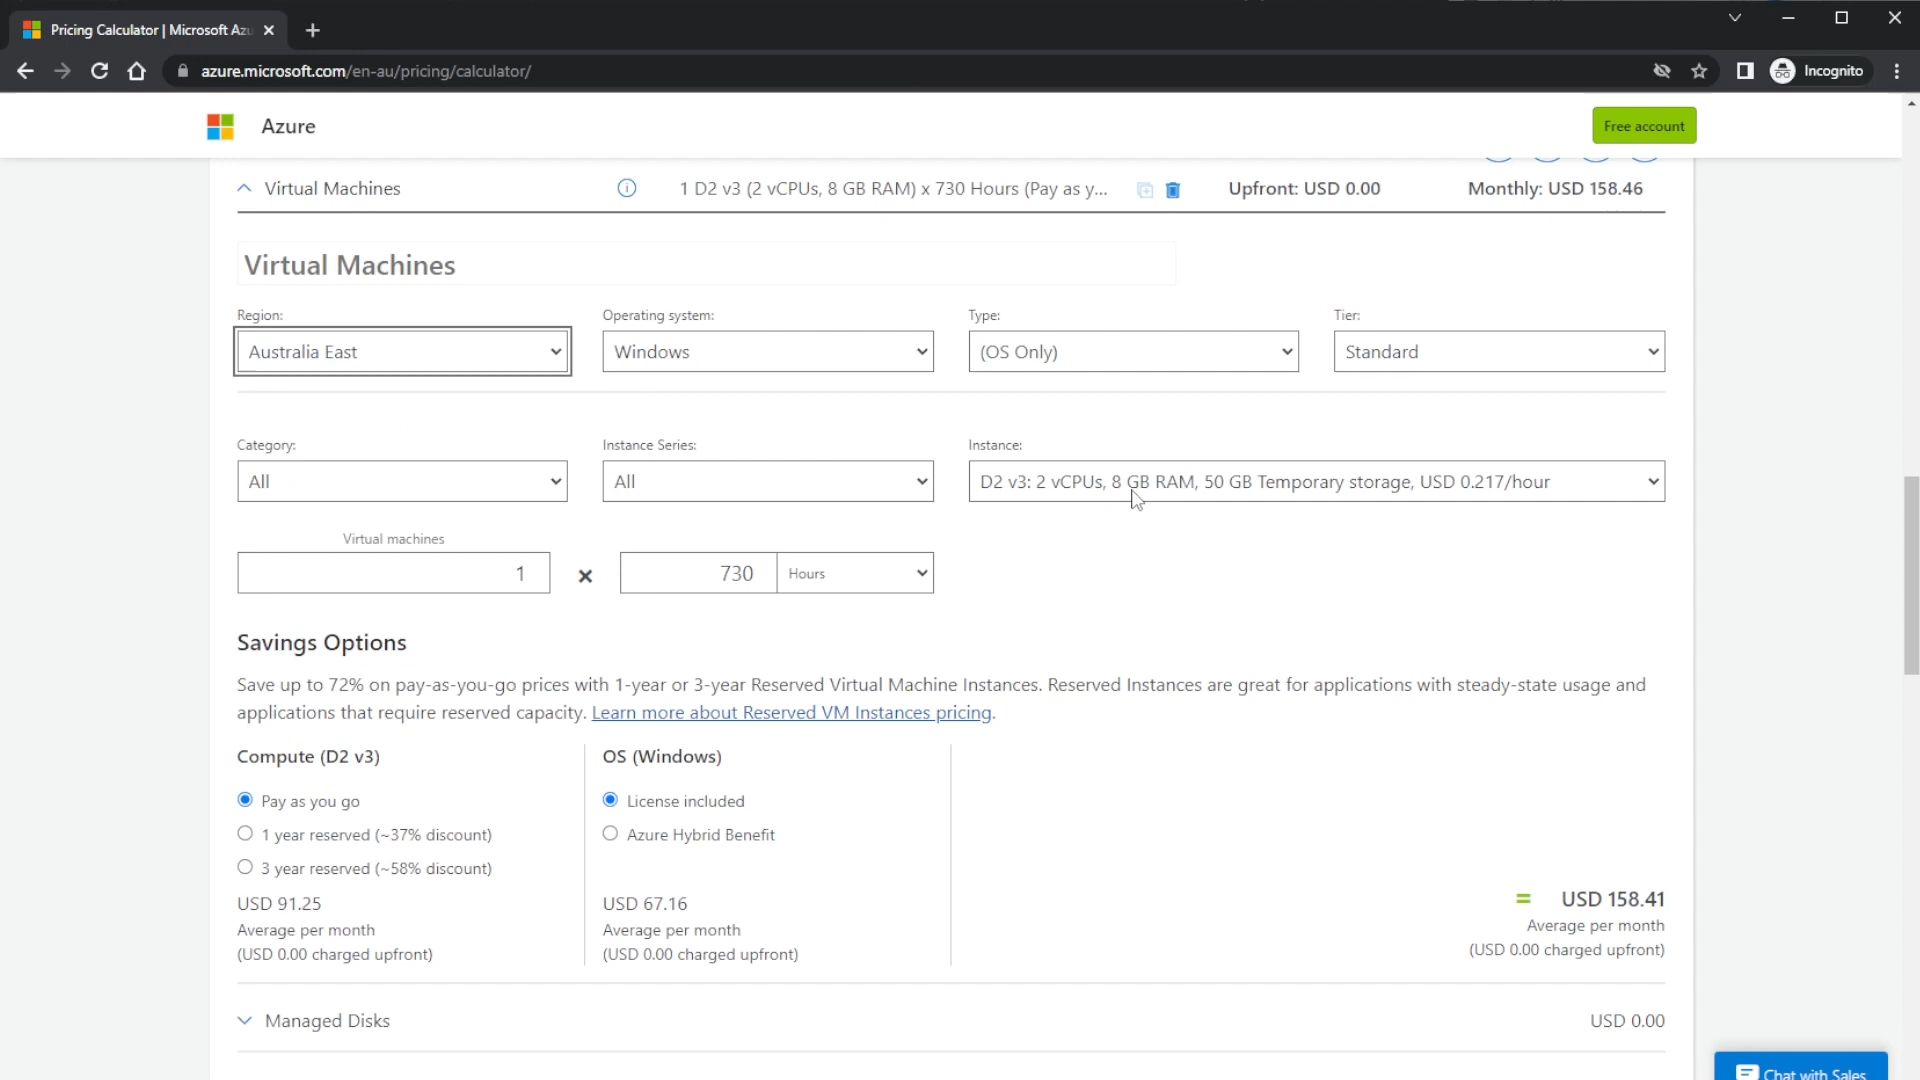 Pricing Calculator | Microsoft Azu
azure.microsoft.com/en-au/pricing/calculator/
Incognito
Azure
Free account
Virtual Machines
1 D2 v3 (2 vCPUs, 8 GB RAM) x 730 Hours (Pay as y...
Upfront: USD 0.00
Monthly: USD 158.46
Virtual Machines
Region:
Operating system:
Type:
Tier:
Australia East
Windows
(OS Only)
Standard
Category:
Instance Series:
Instance:
All
All
D2 v3: 2 vCPUs, 8 GB RAM, 50 GB Temporary storage, USD 0.217/hour
Virtual machines
1
730
Hours
Savings Options
Save up to 72% on pay-as-you-go prices with 1-year or 3-year Reserved Virtual Machine Instances. Reserved Instances are great for applications with steady-state usage and
applications that require reserved capacity. Learn more about Reserved VM Instances pricing.
Compute (D2 v3)
Pay as you go
1 year reserved (~37% discount)
3 year reserved (~58% discount)
USD 91.25
Average per month
(USD 0.00 charged upfront)
OS (Windows)
License included
Azure Hybrid Benefit
USD 67.16
Average per month
(USD 0.00 charged upfront)
= USD 158.41
Average per month
(USD 0.00 charged upfront)
Managed Disks
USD 0.00
Chat with Sales